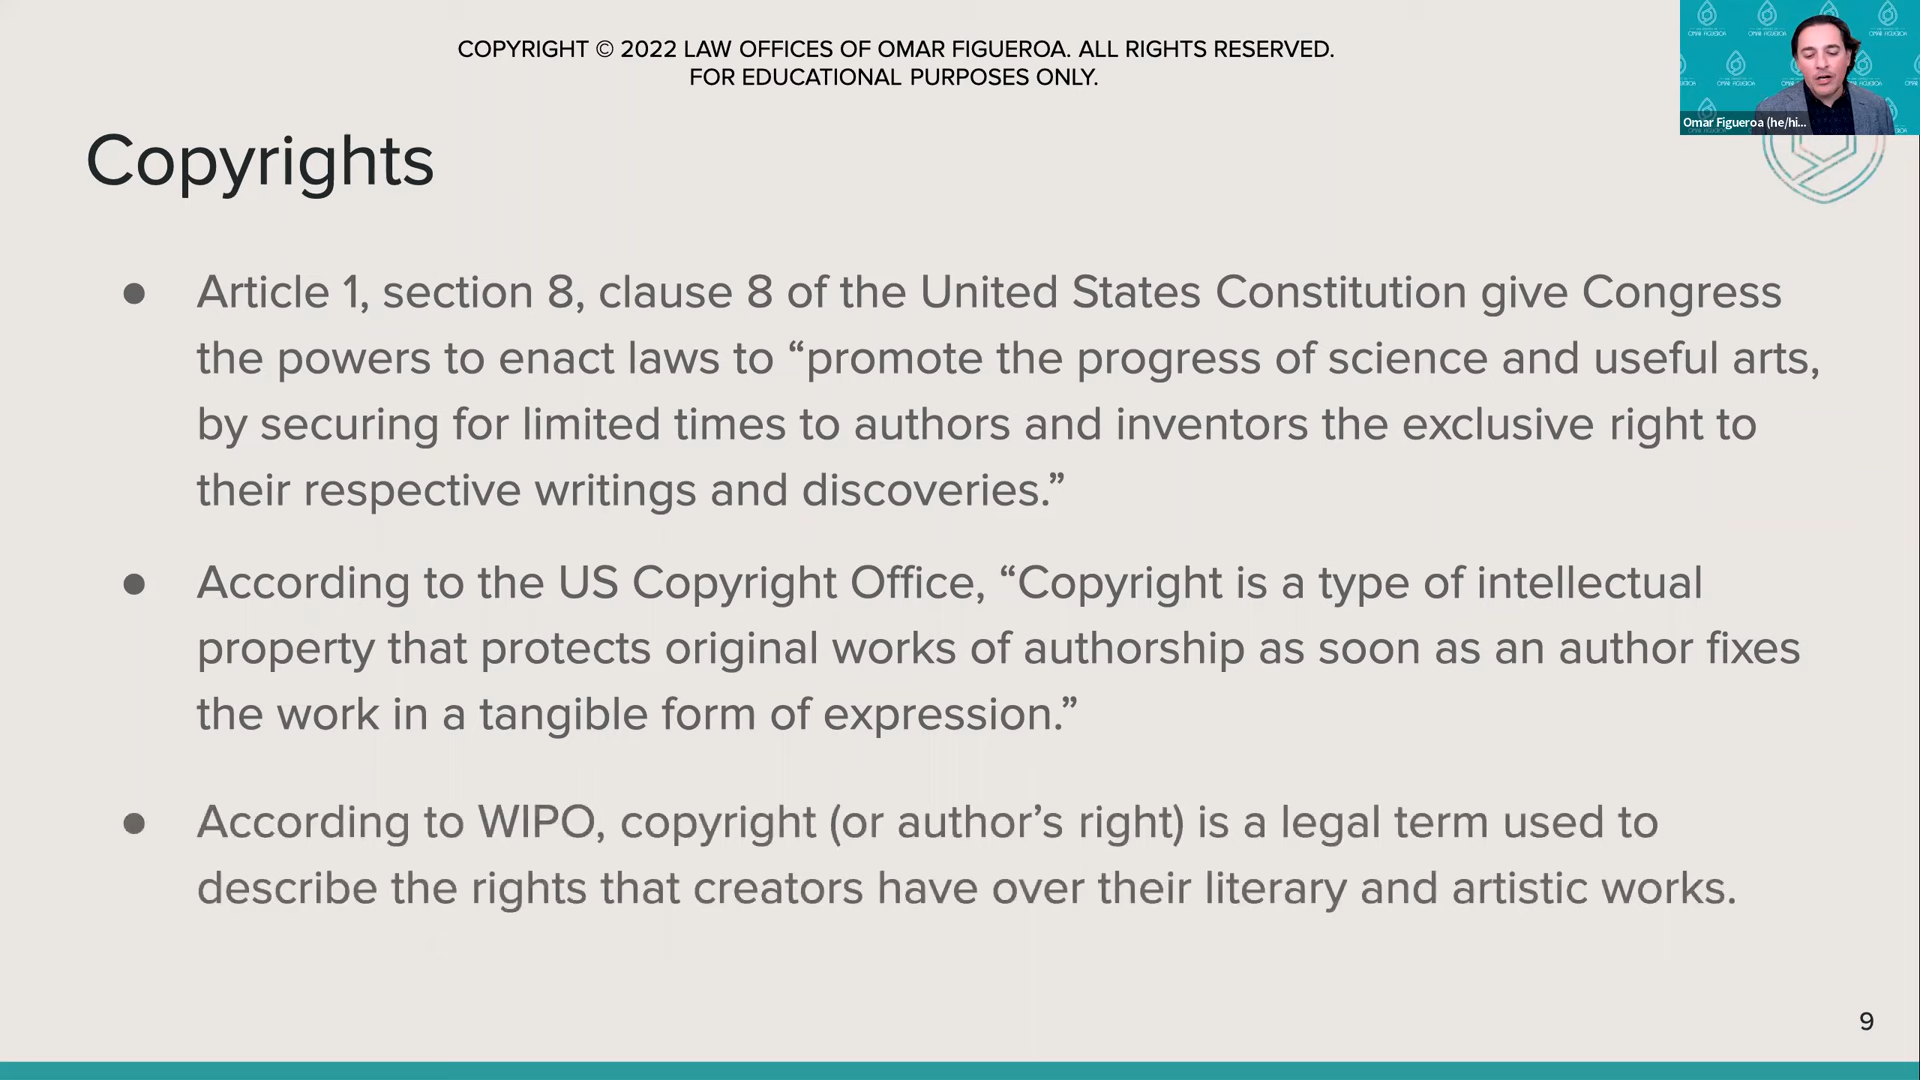 COPYRIGHT © 2022 LAW OFFICES OF OMAR FIGUEROA. ALL RIGHTS RESERVED.
FOR EDUCATIONAL PURPOSES ONLY.
Omar Figueroa (he/hi...
Copyrights
● Article 1, section 8, clause 8 of the United States Constitution give Congress
the powers to enact laws to “promote the progress of science and useful arts,
by securing for limited times to authors and inventors the exclusive right to
their respective writings and discoveries.”
● According to the US Copyright Office, “Copyright is a type of intellectual
property that protects original works of authorship as soon as an author fixes
the work in a tangible form of expression.”
● According to WIPO, copyright (or author’s right) is a legal term used to
describe the rights that creators have over their literary and artistic works.
9